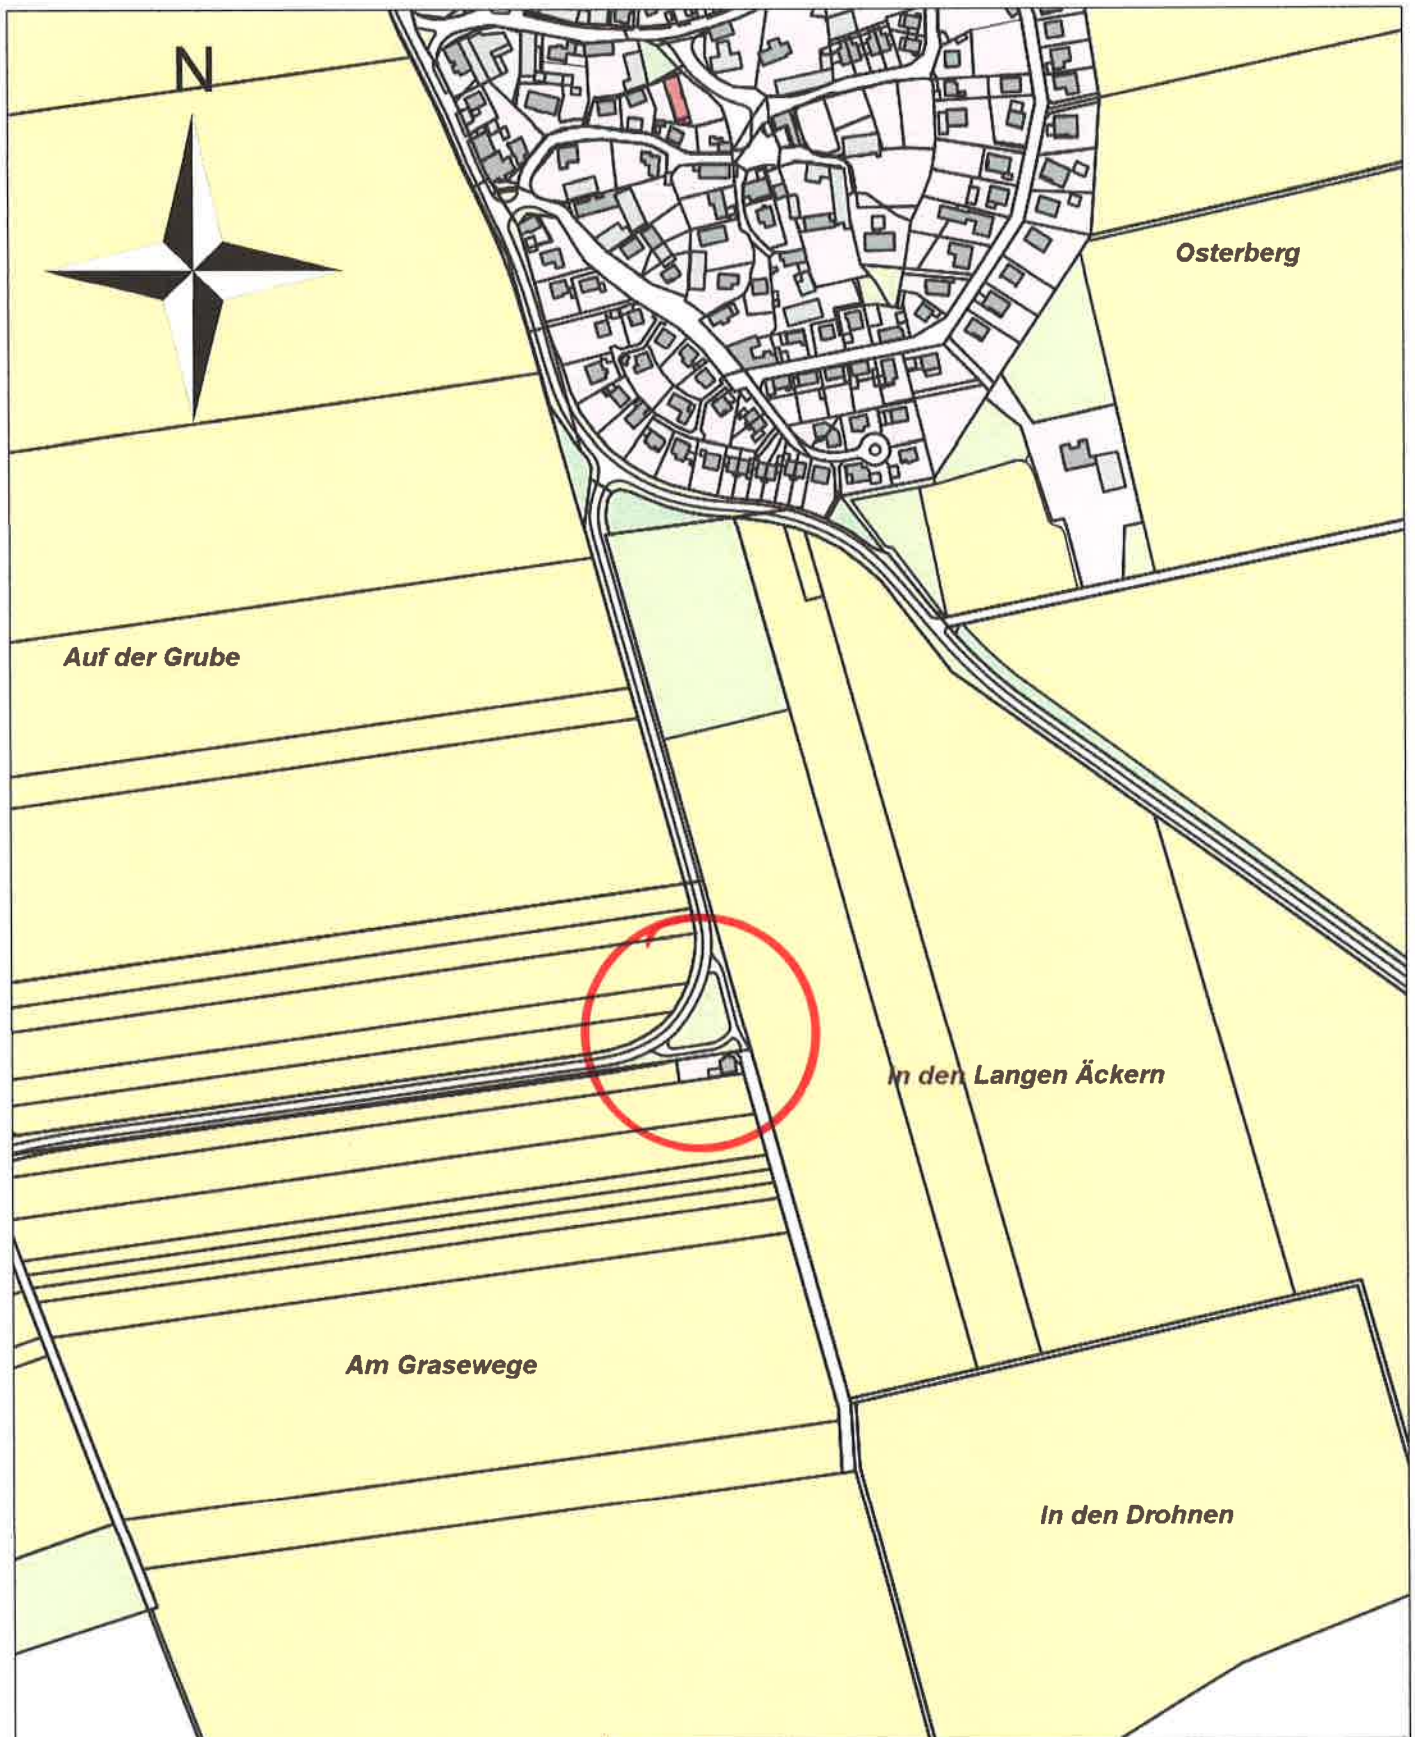 N
Osterberg
Auf der Grube
In den Langen Äckern
Am Grasewege
In den Drohnen